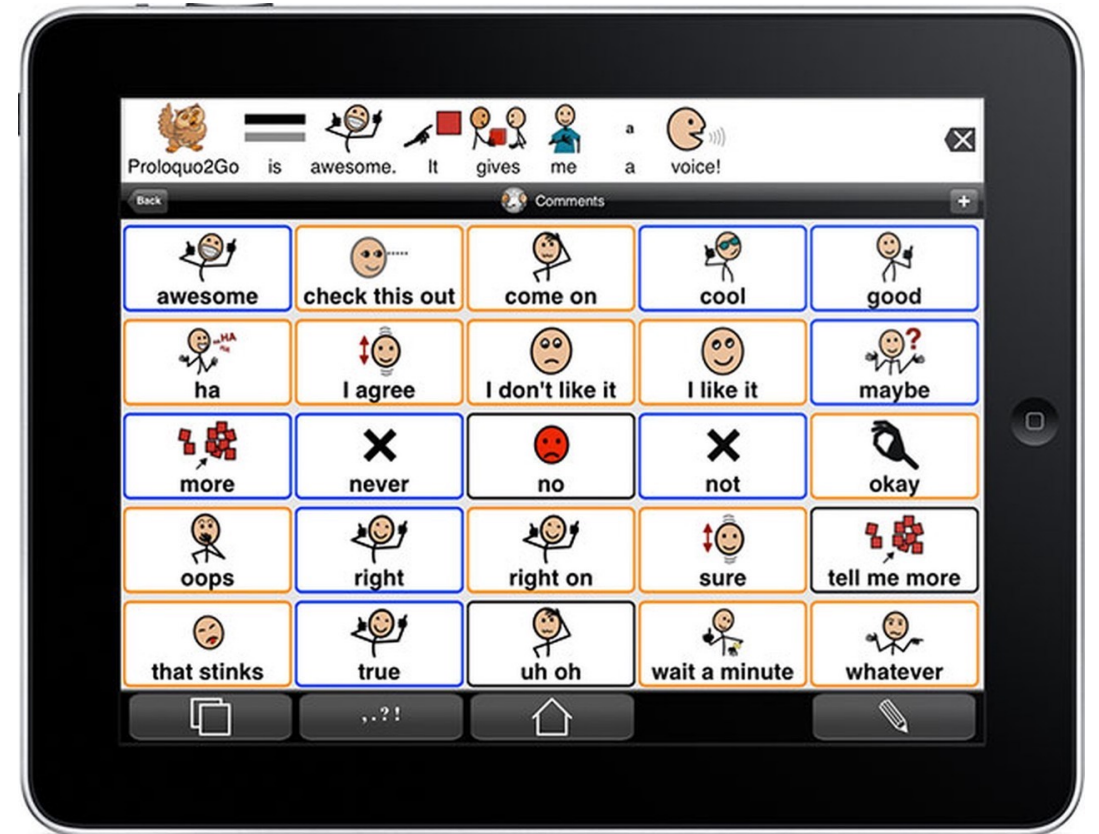 Proloquo2Go is awesome. It gives me a voice!
Back Comments +
awesome check this out come on cool good
HA
HA
ha I agree I don't like it I like it maybe
?
more never no not okay
oops right right on sure tell me more
that stinks true uh oh wait a minute whatever
,.?!